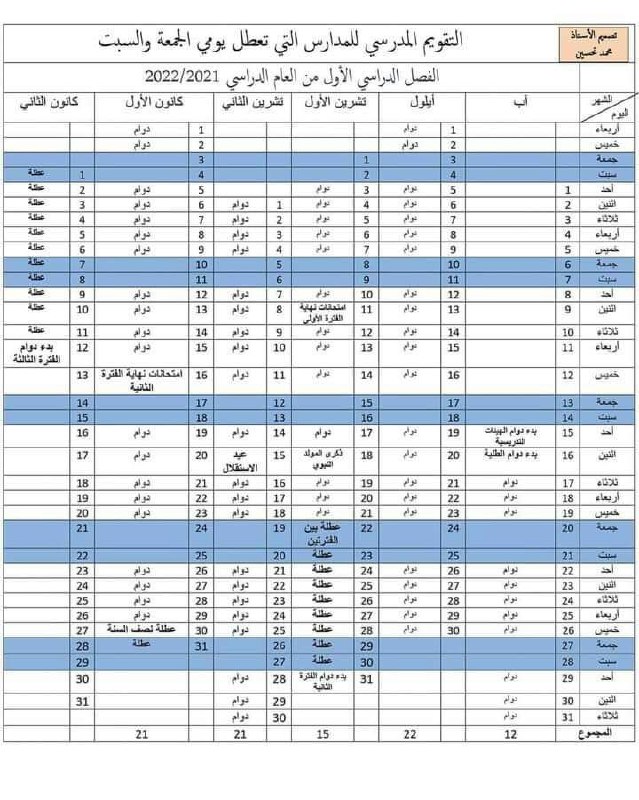 تصميم الأستاذ
محمد تحسين
التقويم المدرسي للمدارس التي تعطل يومي الجمعة والسبت
الفصل الدراسي الأول من العام الدراسي 2022/2021
الشهر اليوم آب أيلول تشرين الأول تشرين الثاني كانون الأول كانون الثاني
أربعاء 1 دوام 1 دوام
خميس 2 دوام 2 دوام
جمعة 3 1 3
سبت 4 2 4 1 عطلة
أحد 1 5 دوام 3 دوام 5 دوام 2 عطلة
اثنين 2 6 دوام 4 دوام 1 دوام 6 دوام 3 عطلة
ثلاثاء 3 7 دوام 5 دوام 2 دوام 7 دوام 4 عطلة
أربعاء 4 8 دوام 6 دوام 3 دوام 8 دوام 5 عطلة
خميس 5 9 دوام 7 دوام 4 دوام 9 دوام 6 عطلة
جمعة 6 10 8 5 10 7 عطلة
سبت 7 11 9 6 11 8 عطلة
أحد 8 12 دوام 10 دوام 7 دوام 12 دوام 9 عطلة
اثنين 9 13 دوام 11 امتحانات نهاية الفترة الأولى 8 دوام 13 دوام 10 عطلة
ثلاثاء 10 14 دوام 12 دوام 9 دوام 14 دوام 11 عطلة
أربعاء 11 15 دوام 13 دوام 10 دوام 15 دوام 12 بدء دوام الفترة الثالثة
خميس 12 16 دوام 14 دوام 11 دوام 16 امتحانات نهاية الفترة الثانية 13
جمعة 13 17 15 12 17 14
سبت 14 18 16 13 18 15
أحد 15 بدء دوام الهيئات التدريسية 19 دوام 17 دوام 14 دوام 19 دوام 16
اثنين 16 بدء دوام الطلبة 20 دوام 18 ذكرى المولد النبوي 15 عيد الاستقلال 20 دوام 17
ثلاثاء 17 دوام 21 دوام 19 دوام 16 دوام 21 دوام 18
أربعاء 18 دوام 22 دوام 20 دوام 17 دوام 22 دوام 19
خميس 19 دوام 23 دوام 21 دوام 18 دوام 23 دوام 20
جمعة 20 24 22 عطلة بين الفترتين 19 24 21
سبت 21 25 23 عطلة 20 25 22
أحد 22 دوام 26 دوام 24 عطلة 21 دوام 26 دوام 23
اثنين 23 دوام 27 دوام 25 عطلة 22 دوام 27 دوام 24
ثلاثاء 24 دوام 28 دوام 26 عطلة 23 دوام 28 دوام 25
أربعاء 25 دوام 29 دوام 27 عطلة 24 دوام 29 دوام 26
خميس 26 دوام 30 دوام 28 عطلة 25 دوام 30 عطلة نصف السنة 27
جمعة 27 29 عطلة 26 31 عطلة 28
سبت 28 30 عطلة 27 29
أحد 29 دوام 31 بدء دوام الفترة الثانية 28 دوام 30
اثنين 30 دوام 29 دوام 31
ثلاثاء 31 دوام 30 دوام
المجموع 12 22 15 21 21